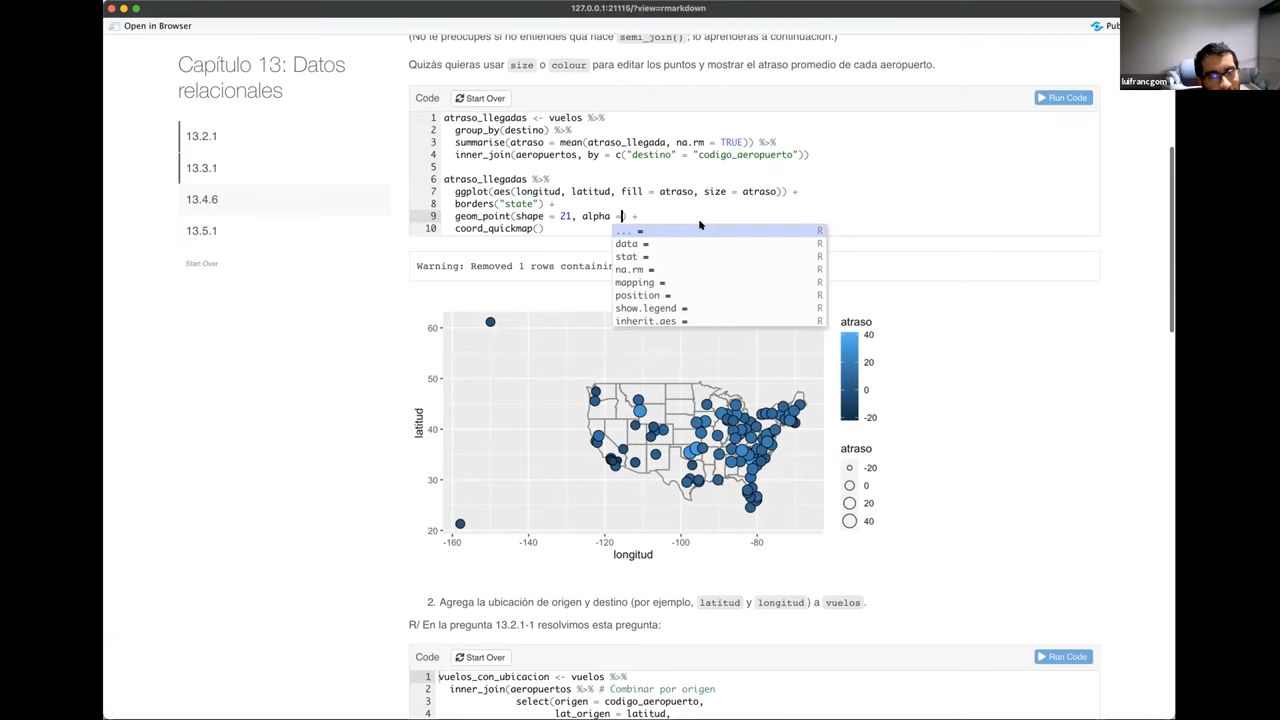 127.0.0.1:21115/?view=rmarkdown
Open in Browser
Pub
luifrancgom
(No te preocupes si no entiendes qua hace semi_join() ; lo aprenderás a continuación.)
Capítulo 13: Datos
relacionales
13.2.1
13.3.1
13.4.6
13.5.1
Start Over
Quizás quieras usar size o colour para editar los puntos y mostrar el atraso promedio de cada aeropuerto.
Code Start Over Run Code
1 atraso_llegadas <- vuelos %>%
2 group_by(destino) %>%
3 summarise(atraso = mean(atraso_llegada, na.rm = TRUE)) %>%
4 inner_join(aeropuertos, by = c("destino" = "codigo_aeropuerto"))
5
6 atraso_llegadas %>%
7 ggplot(aes(longitud, latitud, fill = atraso, size = atraso)) +
8 borders("state") +
9 geom_point(shape = 21, alpha =) +
10 coord_quickmap()
... = R
data = R
stat = R
na.rm = R
mapping = R
position = R
show.legend = R
inherit.aes = R
Warning: Removed 1 rows containin
latitud
60
50
40
30
20
-160 -140 -120 -100 -80
longitud
atraso
40
20
0
-20
atraso
-20
0
20
40
2. Agrega la ubicación de origen y destino (por ejemplo, latitud y longitud) a vuelos.
R/ En la pregunta 13.2.1-1 resolvimos esta pregunta:
Code Start Over Run Code
1 vuelos_con_ubicacion <- vuelos %>%
2 inner_join(aeropuertos %>% # Combinar por origen
3 select(origen = codigo_aeropuerto,
4 lat_origen = latitud,